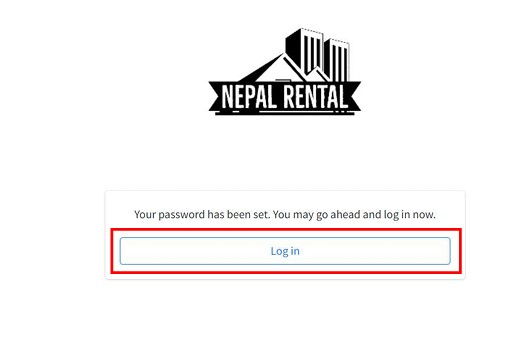 NEPAL RENTAL
Your password has been set. You may go ahead and log in now.
Log in